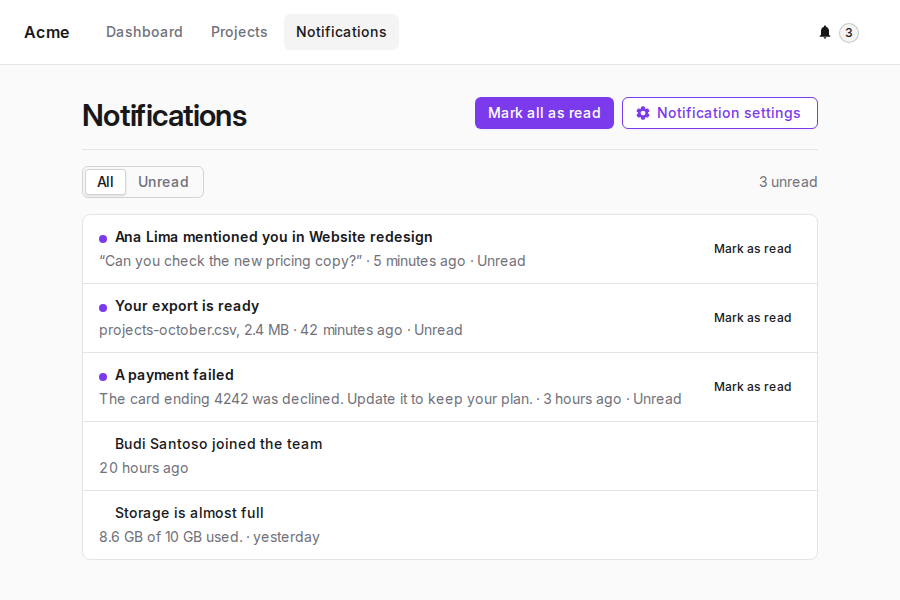 Acme Dashboard Projects Notifications 3
Notifications Mark all as read Notification settings
All Unread 3 unread
Ana Lima mentioned you in Website redesign
“Can you check the new pricing copy?” · 5 minutes ago · Unread
Mark as read
Your export is ready
projects-october.csv, 2.4 MB · 42 minutes ago · Unread
Mark as read
A payment failed
The card ending 4242 was declined. Update it to keep your plan. · 3 hours ago · Unread
Mark as read
Budi Santoso joined the team
20 hours ago
Storage is almost full
8.6 GB of 10 GB used. · yesterday